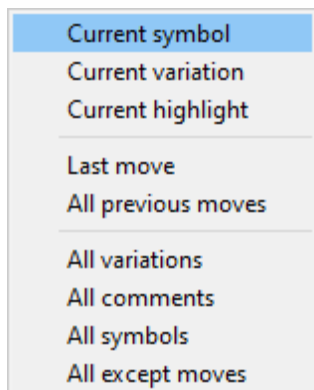 Current symbol
Current variation
Current highlight
Last move
All previous moves
All variations
All comments
All symbols
All except moves